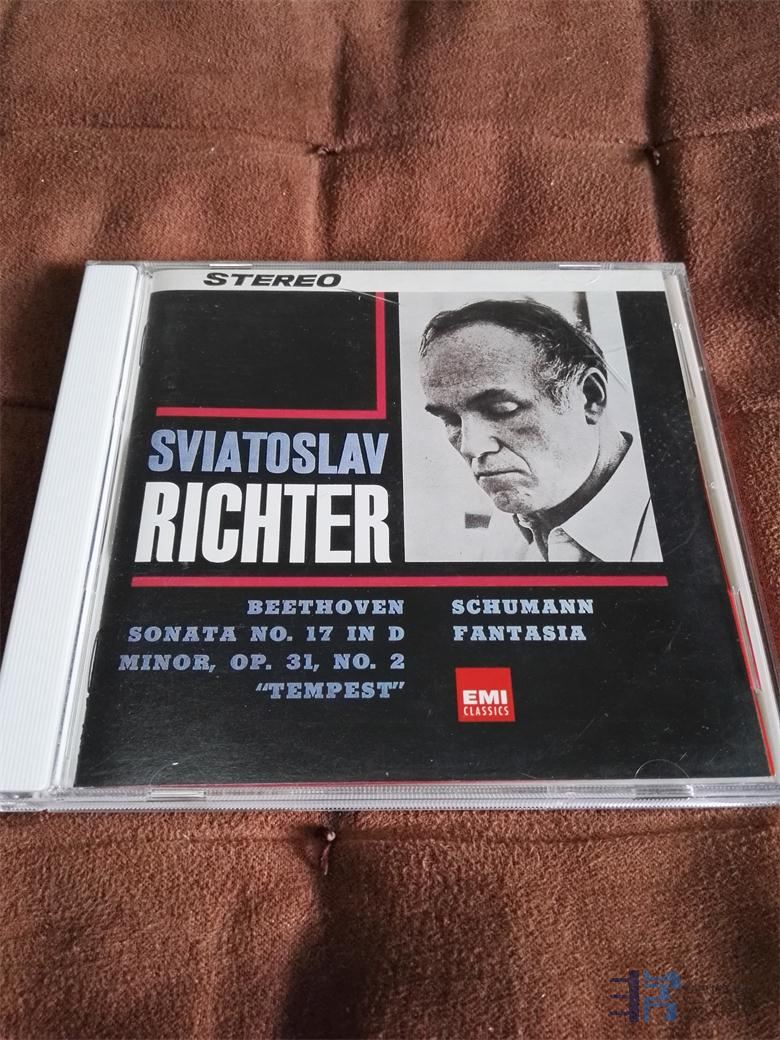 STEREO
SVIATOSLAV
RICHTER
BEETHOVEN
SONATA NO. 17 IN D
MINOR, OP. 31, NO. 2
“TEMPEST”
SCHUMANN
FANTASIA
EMI
CLASSICS